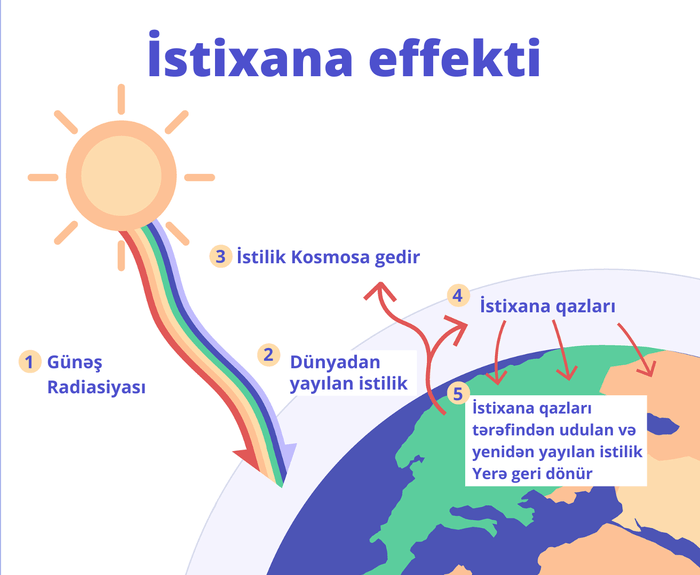 İstixana effekti
3 İstilik Kosmosa gedir
4 İstixana qazları
1 Günəş
Radiasiyası
2 Dünyadan
yayılan istilik
5 İstixana qazları
tərəfindən udulan və
yenidən yayılan istilik
Yerə geri dönür